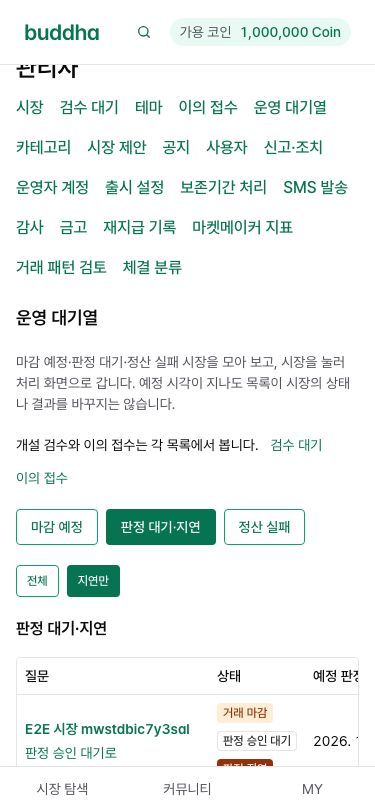 buddha
가용 코인 1,000,000 Coin
관리자
시장 검수 대기 테마 이의 접수 운영 대기열
카테고리 시장 제안 공지 사용자 신고·조치
운영자 계정 출시 설정 보존기간 처리 SMS 발송
감사 금고 재지급 기록 마켓메이커 지표
거래 패턴 검토 체결 분류
운영 대기열
마감 예정·판정 대기·정산 실패 시장을 모아 보고, 시장을 눌러
처리 화면으로 갑니다. 예정 시각이 지나도 목록이 시장의 상태
나 결과를 바꾸지는 않습니다.
개설 검수와 이의 접수는 각 목록에서 봅니다. 검수 대기
이의 접수
마감 예정 판정 대기·지연 정산 실패
전체 지연만
판정 대기·지연
질문 상태 예정 판정
거래 마감
E2E 시장 mwstdbic7y3sal
판정 승인 대기 2026.
판정 승인 대기로
판정 지연
시장 탐색 커뮤니티 MY